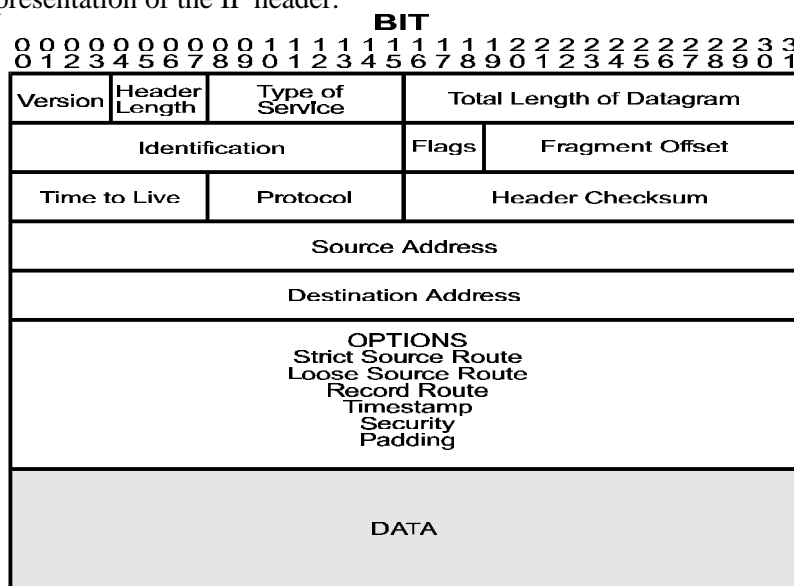 presentation of the IP header.
BIT
0 0 0 0 0 0 0 0 0 0 1 1 1 1 1 1 1 1 1 1 2 2 2 2 2 2 2 2 2 2 3 3
0 1 2 3 4 5 6 7 8 9 0 1 2 3 4 5 6 7 8 9 0 1 2 3 4 5 6 7 8 9 0 1
Version Header Length Type of Service Total Length of Datagram
Identification Flags Fragment Offset
Time to Live Protocol Header Checksum
Source Address
Destination Address
OPTIONS
Strict Source Route
Loose Source Route
Record Route
Timestamp
Security
Padding
DATA